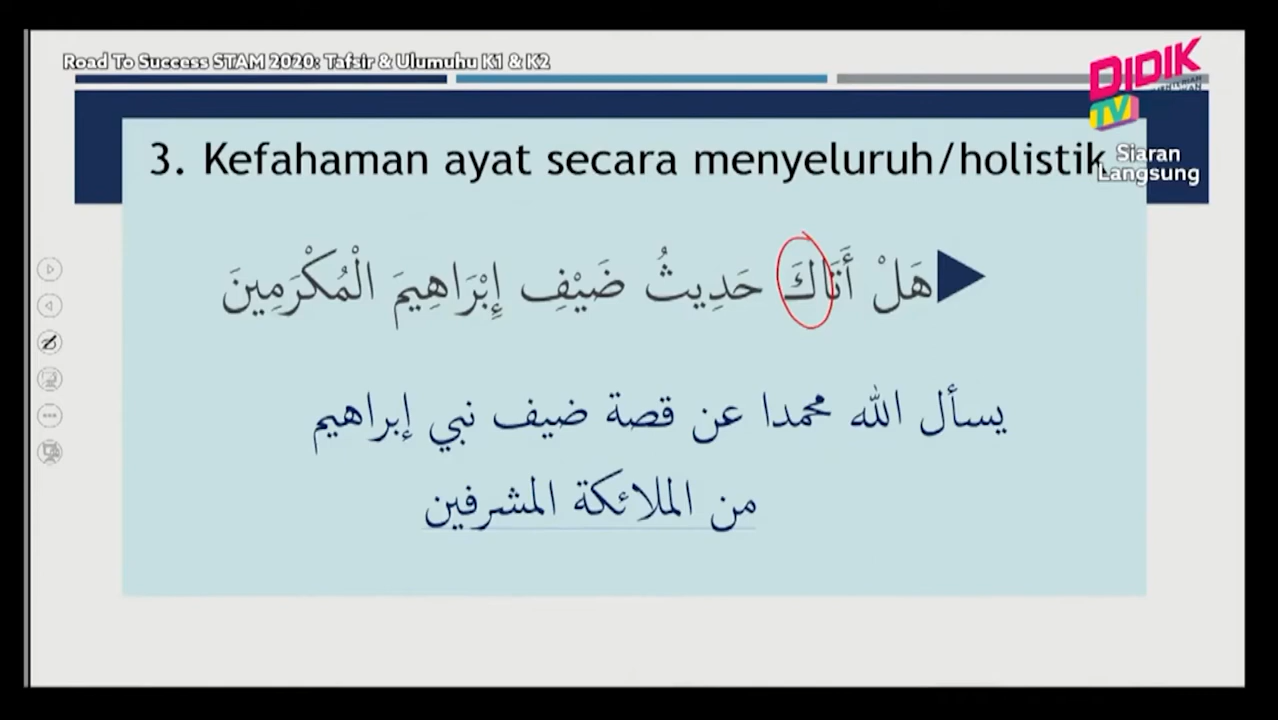 Road To Success STAM 2020: Tafsir & Ulumuhu K1 & K2
DIDIK
TV
Siaran
Langsung
3. Kefahaman ayat secara menyeluruh/holistik
هَلْ أَتَاكَ حَدِيثُ ضَيْفِ إِبْرَاهِيمَ الْمُكْرَمِينَ
يسأل الله محمدا عن قصة ضيف نبي إبراهيم
من الملائكة المشرفين